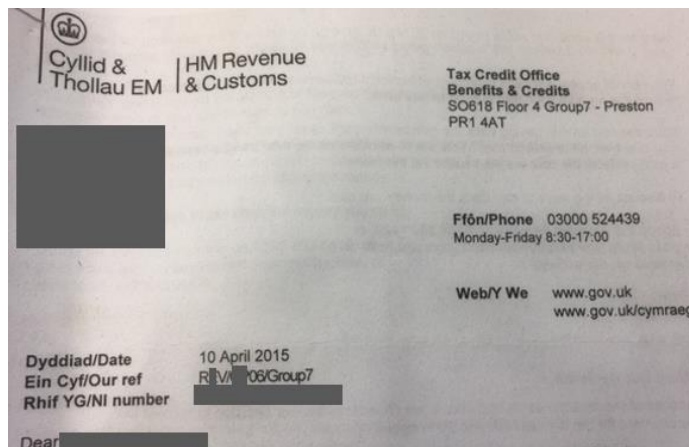 Cyllid &
Thollau EM
HM Revenue
& Customs
Tax Credit Office
Benefits & Credits
SO618 Floor 4 Group7 - Preston
PR1 4AT
Ffôn/Phone 03000 524439
Monday-Friday 8:30-17:00
Web/Y We www.gov.uk
www.gov.uk/cymraeg
Dyddiad/Date 10 April 2015
Ein Cyf/Our ref 06/Group7
Rhif YG/NI number
Dear